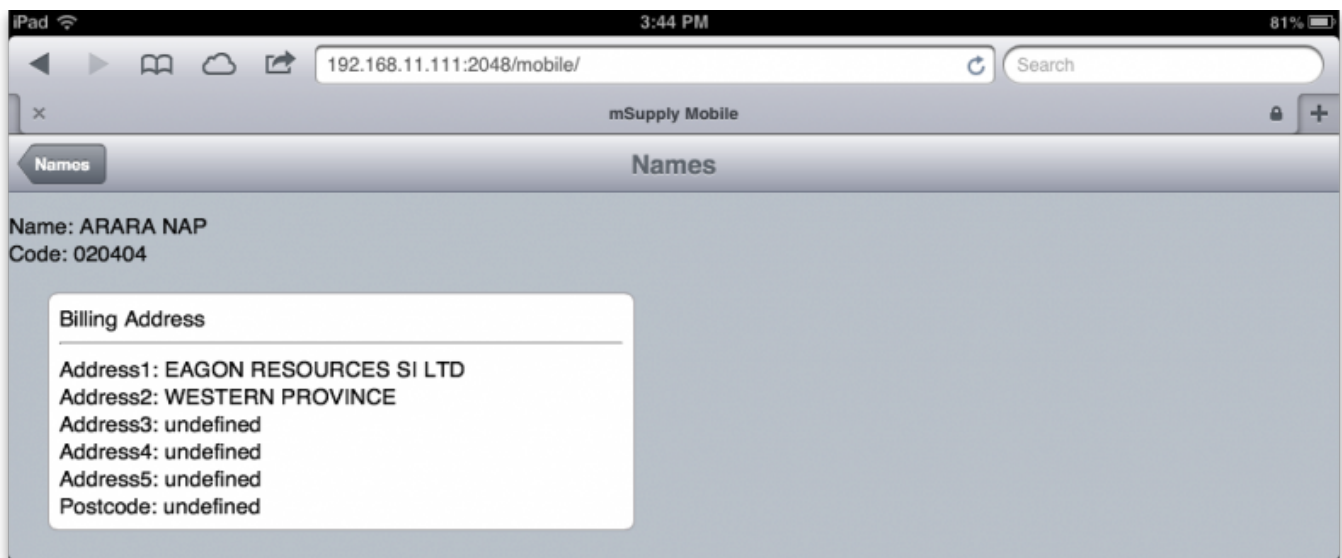 iPad 3:44 PM 81%
192.168.11.111:2048/mobile/ Search
mSupply Mobile
Names Names
Name: ARARA NAP
Code: 020404
Billing Address
Address1: EAGON RESOURCES SI LTD
Address2: WESTERN PROVINCE
Address3: undefined
Address4: undefined
Address5: undefined
Postcode: undefined